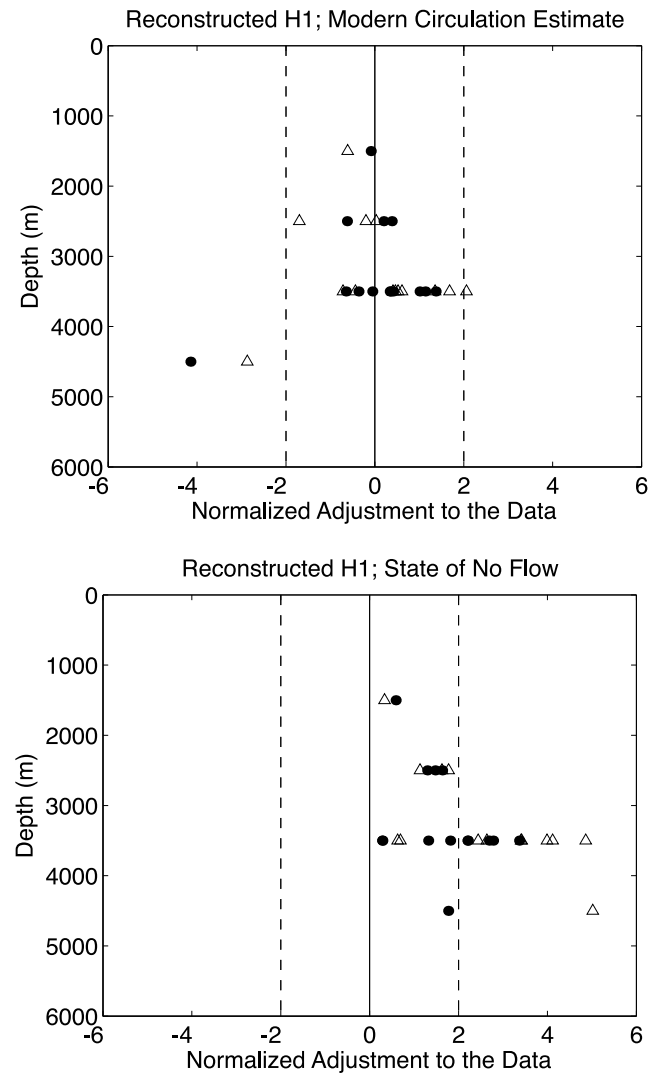 Reconstructed H1; Modern Circulation Estimate
0
1000
2000
3000
4000
5000
6000
Depth (m)
-6 -4 -2 0 2 4 6
Normalized Adjustment to the Data
Reconstructed H1; State of No Flow
0
1000
2000
3000
4000
5000
6000
Depth (m)
-6 -4 -2 0 2 4 6
Normalized Adjustment to the Data